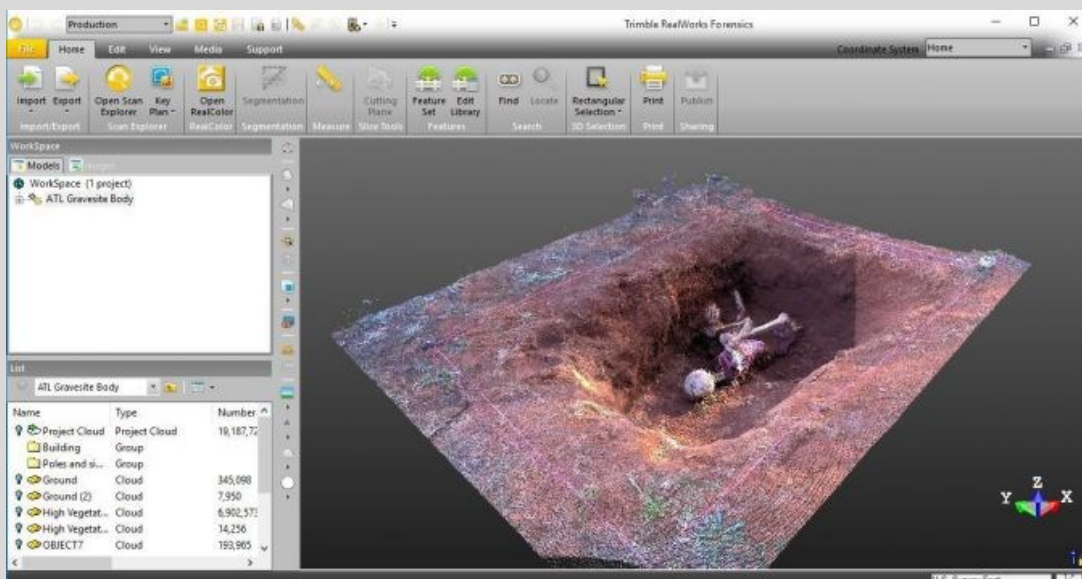 Production
Trimble RealWorks Forensics
File Home Edit View Media Support
Coordinate System Home
Import Export Open Scan Explorer Key Plan Open RealColor Segmentation Cutting Plane Feature Set Edit Library Find Locate Rectangular Selection Print Publish
Import/Export Scan Explorer RealColor Segmentation Measure Slice Tools Features Search 3D Selection Print Sharing
WorkSpace
Models
WorkSpace (1 project)
ATL Gravesite Body
List
ATL Gravesite Body
Name Type Number
Project Cloud Project Cloud 19,187,72
Building Group
Poles and si... Group
Ground Cloud 345,098
Ground (2) Cloud 7,950
High Vegetat... Cloud 6,902,573
High Vegetat... Cloud 14,256
OBJECT7 Cloud 193,965
Z
Y X